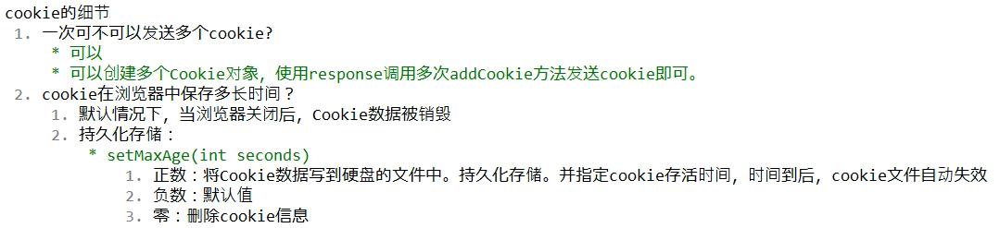 cookie的细节
1. 一次可不可以发送多个cookie?
* 可以
* 可以创建多个Cookie对象，使用response调用多次addCookie方法发送cookie即可。
2. cookie在浏览器中保存多长时间？
1. 默认情况下，当浏览器关闭后，Cookie数据被销毁
2. 持久化存储：
* setMaxAge(int seconds)
1. 正数：将Cookie数据写到硬盘的文件中。持久化存储。并指定cookie存活时间，时间到后，cookie文件自动失效
2. 负数：默认值
3. 零：删除cookie信息